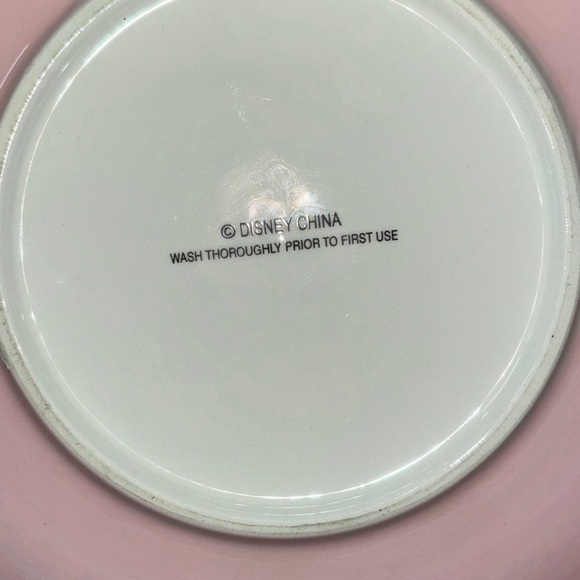 © DISNEY CHINA
WASH THOROUGHLY PRIOR TO FIRST USE